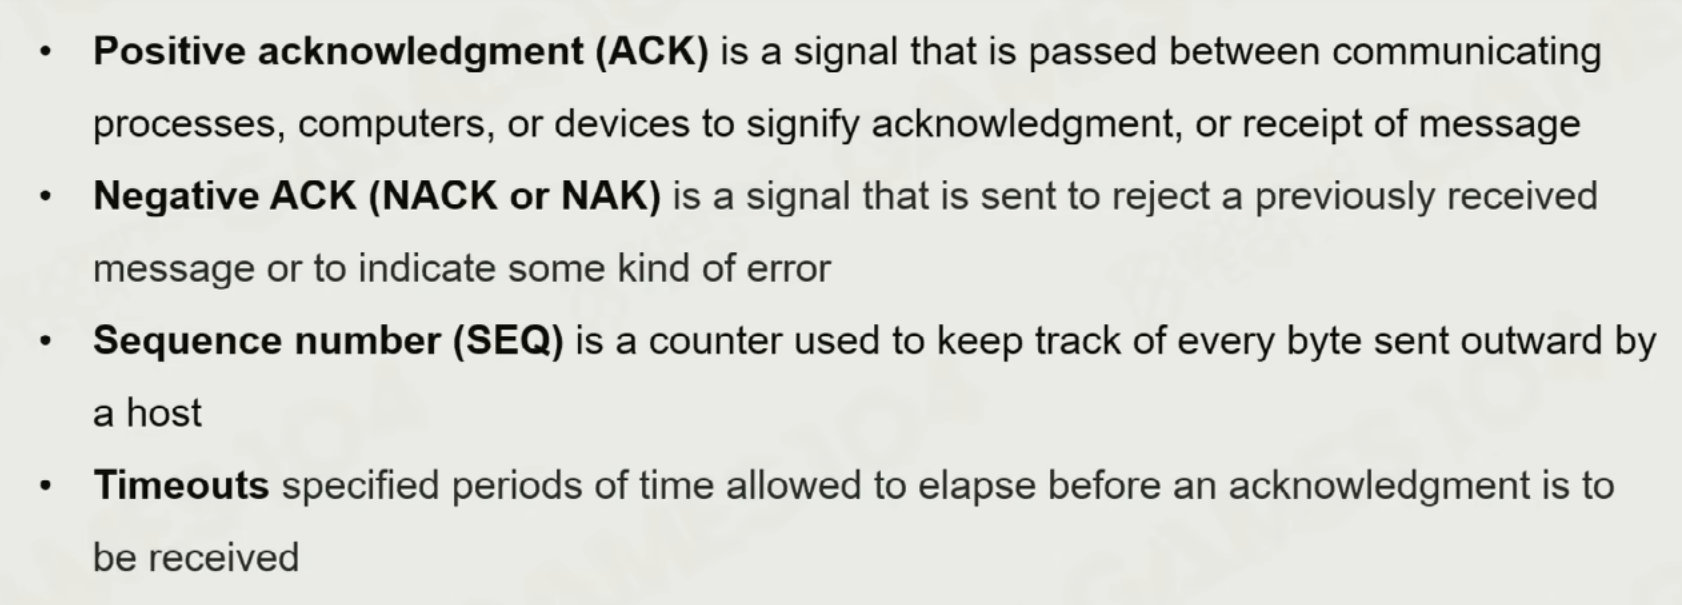 • Positive acknowledgment (ACK) is a signal that is passed between communicating
processes, computers, or devices to signify acknowledgment, or receipt of message
• Negative ACK (NACK or NAK) is a signal that is sent to reject a previously received
message or to indicate some kind of error
• Sequence number (SEQ) is a counter used to keep track of every byte sent outward by
a host
• Timeouts specified periods of time allowed to elapse before an acknowledgment is to
be received